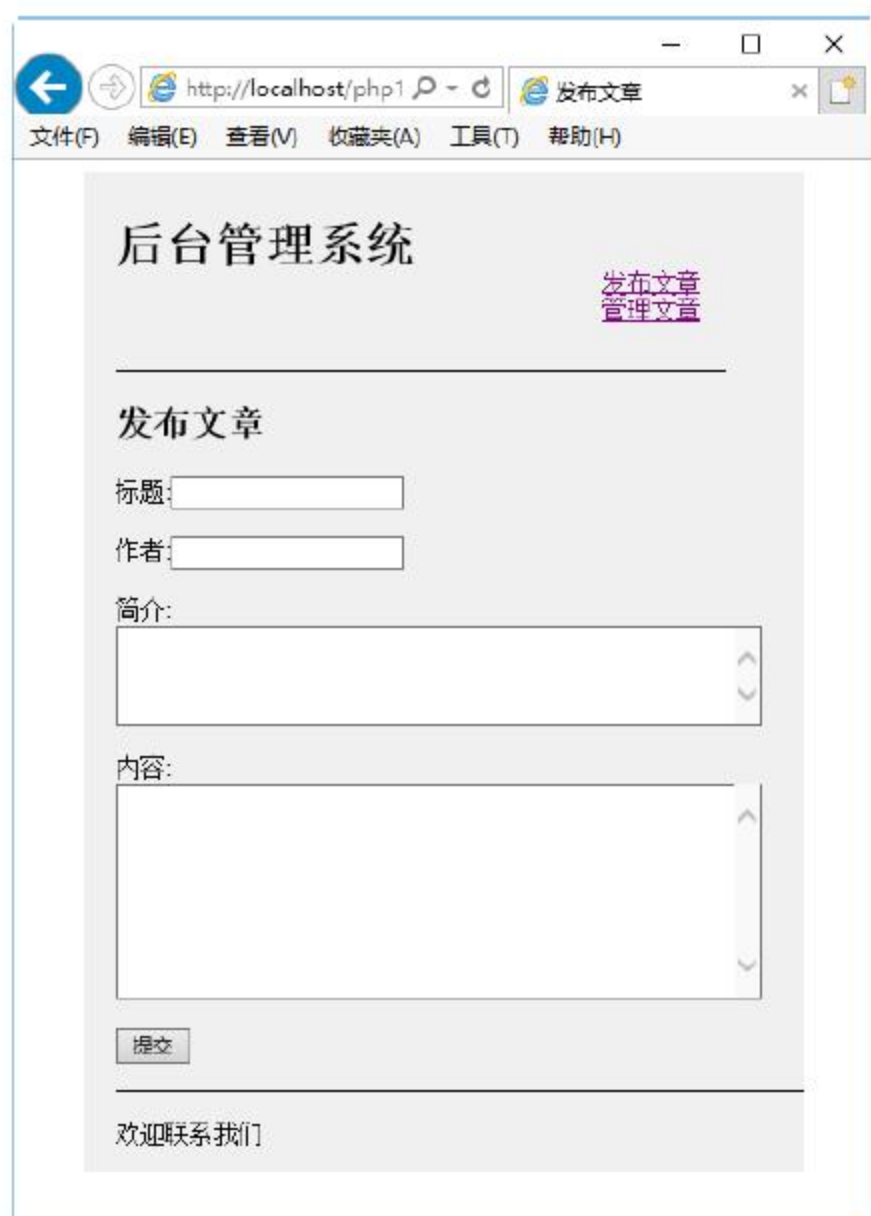 http://localhost/php1
发布文章
文件(F) 编辑(E) 查看(V) 收藏夹(A) 工具(T) 帮助(H)
后台管理系统
发布文章
管理文章
发布文章
标题:
作者:
简介:
内容:
提交
欢迎联系我们